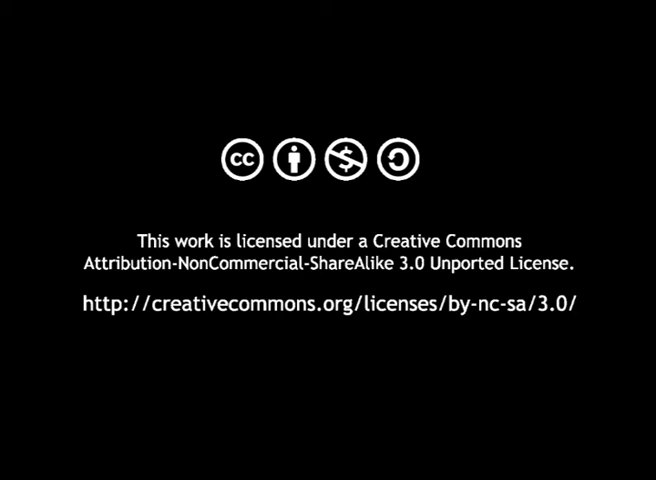 cc
This work is licensed under a Creative Commons
Attribution-NonCommercial-ShareAlike 3.0 Unported License.
http://creativecommons.org/licenses/by-nc-sa/3.0/